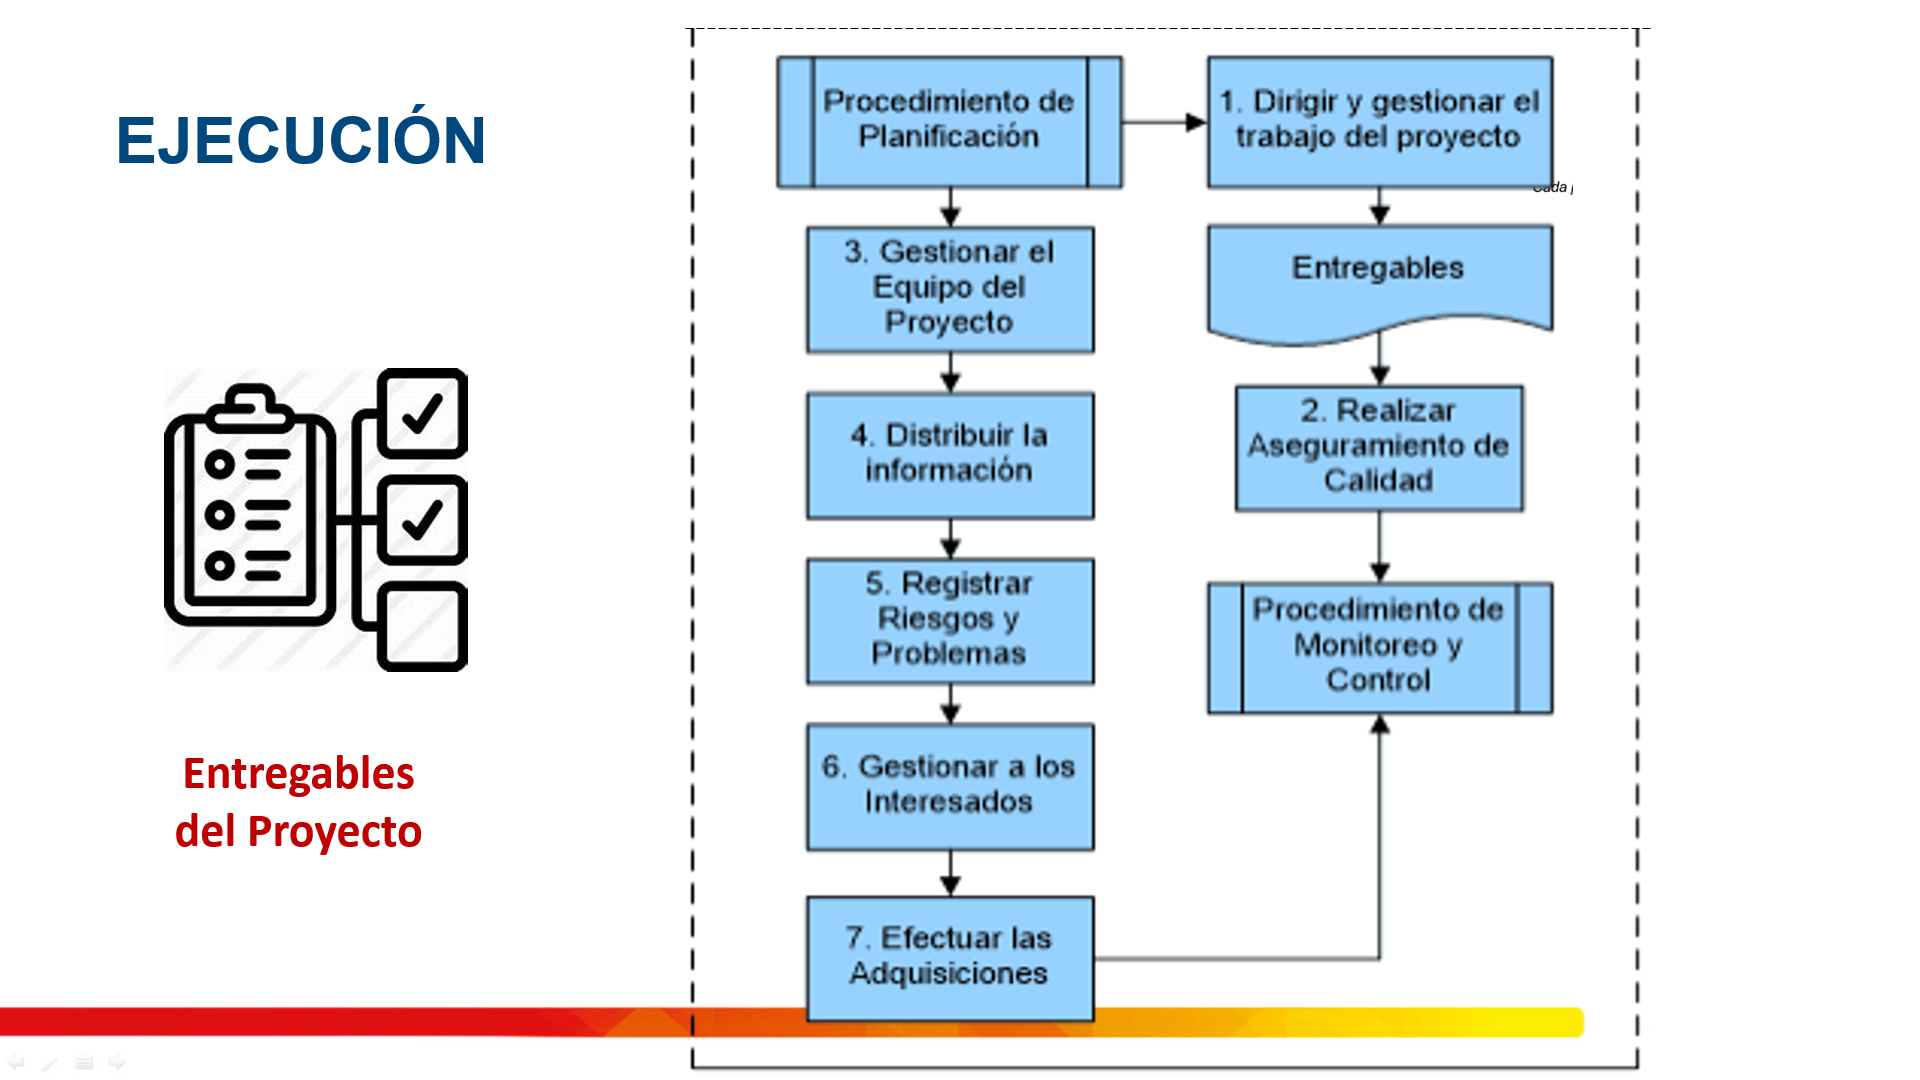 EJECUCIÓN
Entregables
del Proyecto
Procedimiento de
Planificación
1. Dirigir y gestionar el
trabajo del proyecto
Cada
Entregables
2. Realizar
Aseguramiento de
Calidad
Procedimiento de
Monitoreo y
Control
3. Gestionar el
Equipo del
Proyecto
4. Distribuir la
información
5. Registrar
Riesgos y
Problemas
6. Gestionar a los
Interesados
7. Efectuar las
Adquisiciones